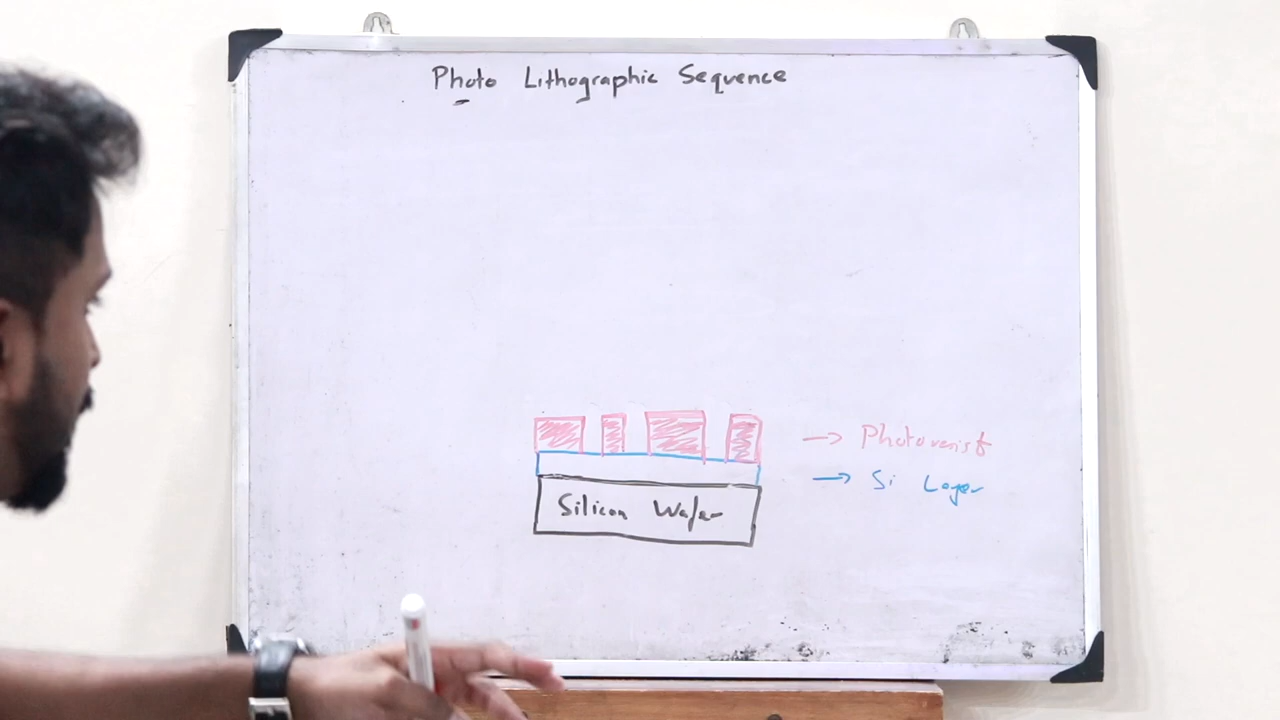 Photo Lithographic Sequence
→ Photoresist
→ Si Layer
Silicon Wafer